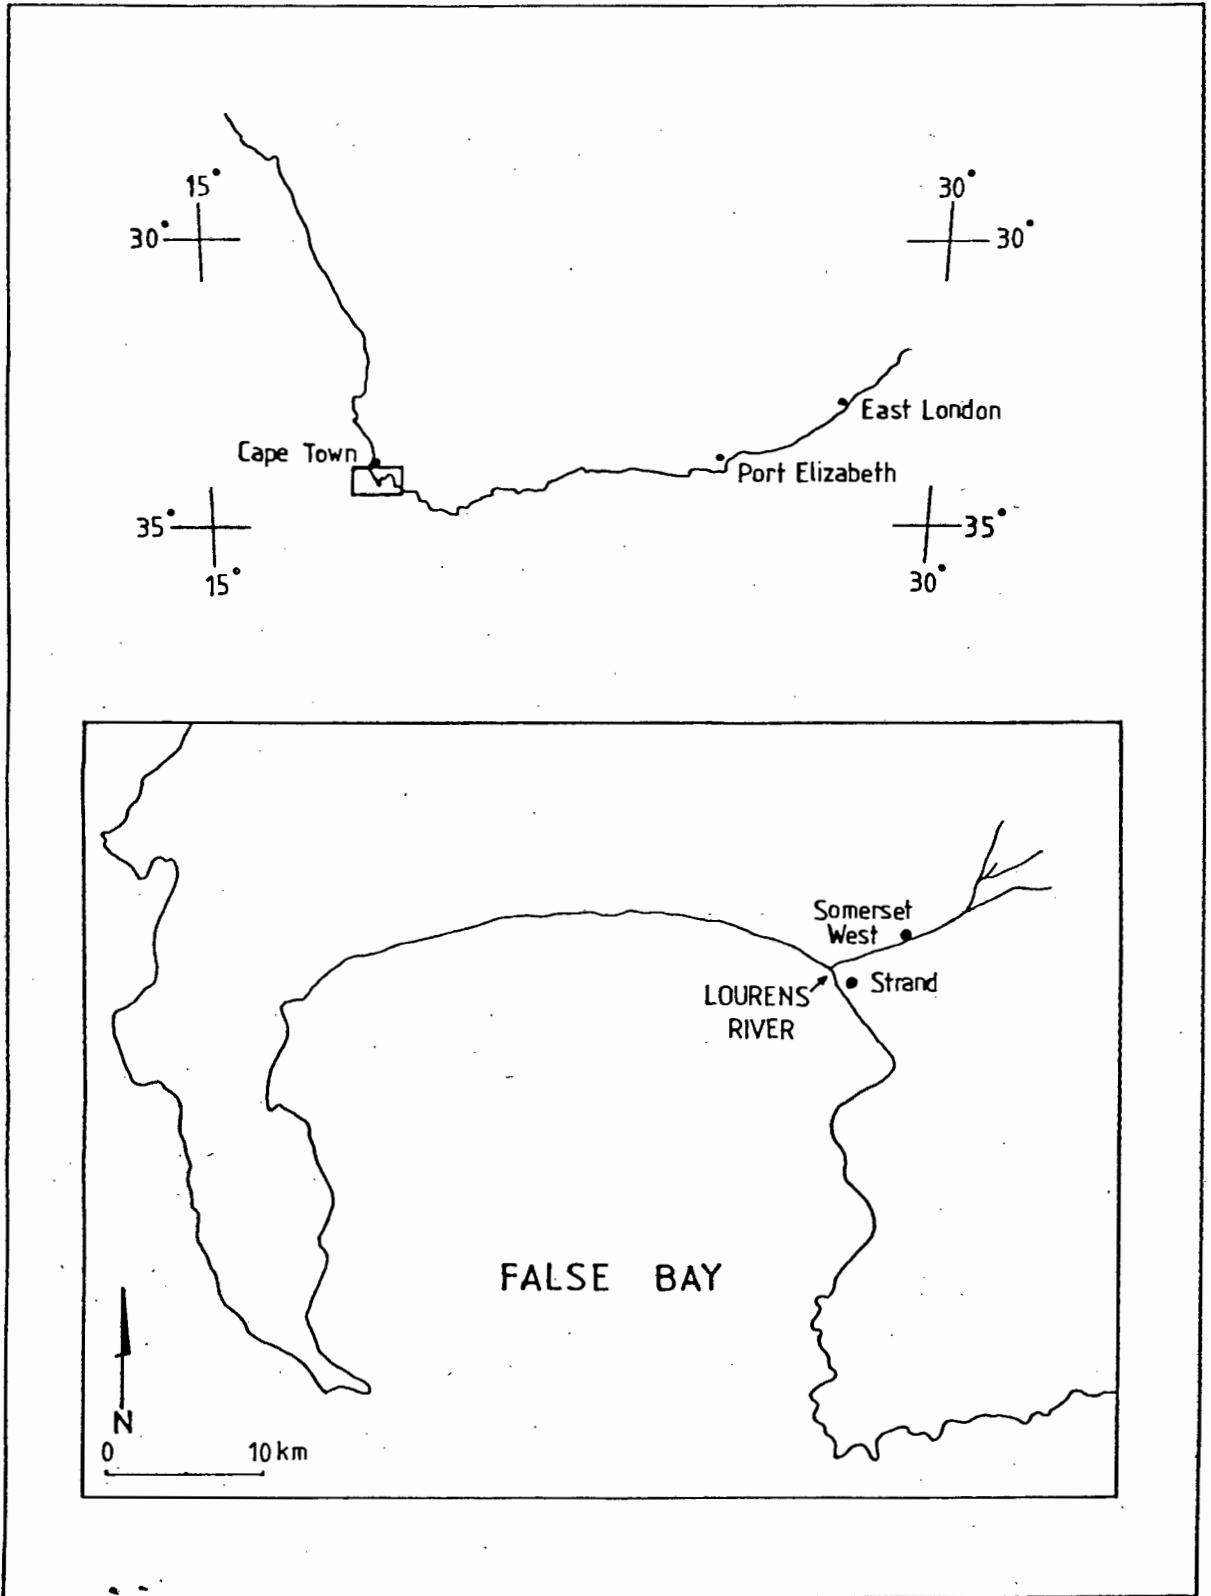 15°
30°
30°
30°
East London
Cape Town
Port Elizabeth
35°
35°
15°
30°
Somerset
West
Strand
LOURENS
RIVER
FALSE BAY
N
0 10 km